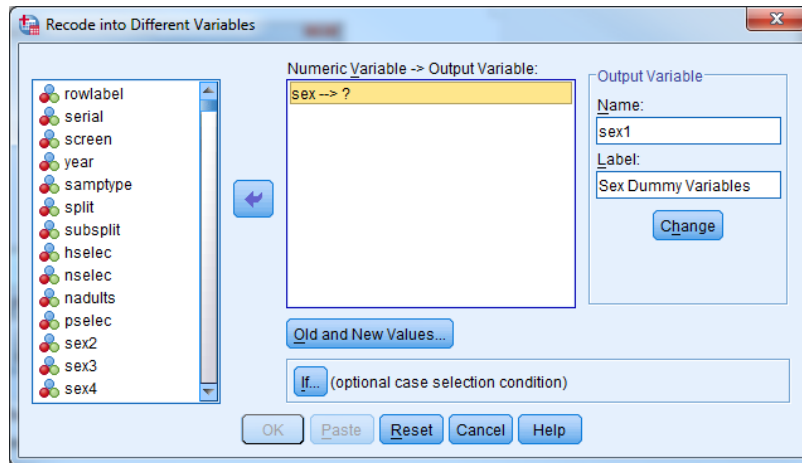 Recode into Different Variables
rowlabel
serial
screen
year
samptype
split
subsplit
hselec
nselec
nadults
pselec
sex2
sex3
sex4
Numeric Variable -> Output Variable:
sex --> ?
Output Variable
Name:
sex1
Label:
Sex Dummy Variables
Change
Old and New Values...
If... (optional case selection condition)
OK
Paste
Reset
Cancel
Help